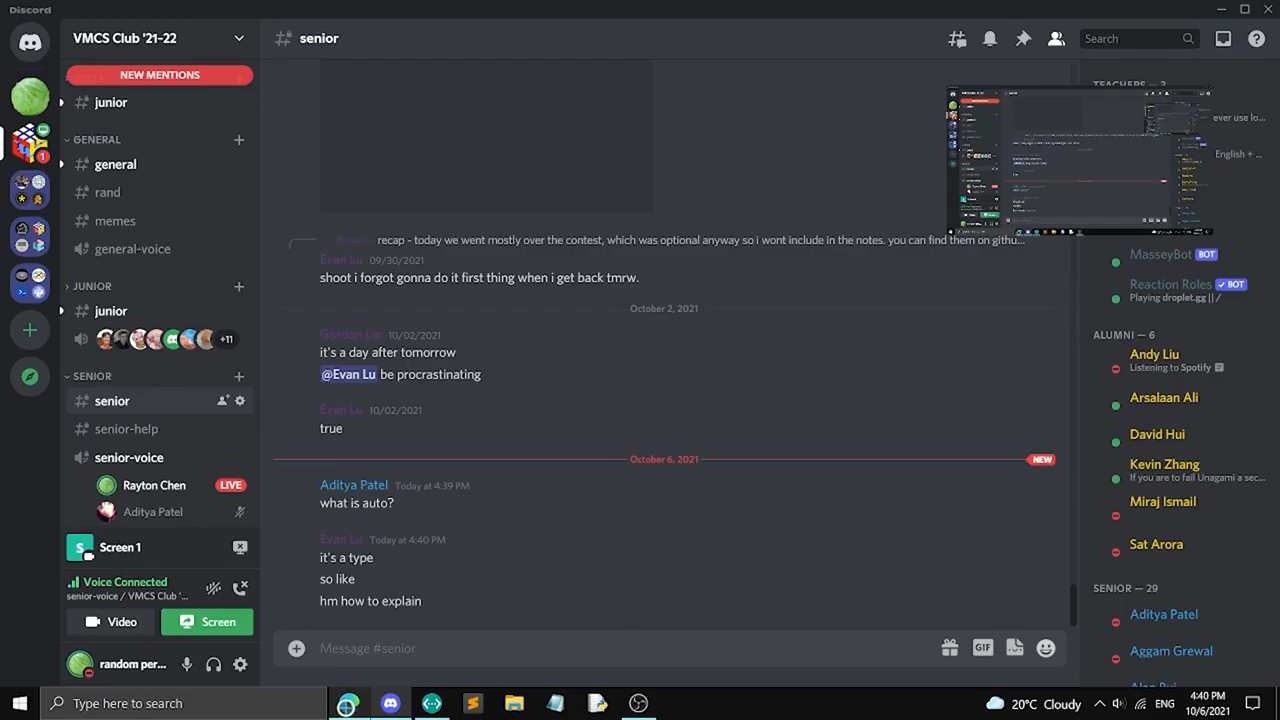 Discord
VMCS Club '21-22
senior
Search
NEW MENTIONS
junior
GENERAL
general
rand
memes
general-voice
JUNIOR
junior
+11
SENIOR
senior
senior-help
senior-voice
Rayton Chen
LIVE
Aditya Patel
Screen 1
Voice Connected
senior-voice / VMCS Club '...
Video
Screen
random per...
recap - today we went mostly over the contest, which was optional anyway so i wont include in the notes. you can find them on githu...
Evan Lu 09/30/2021
shoot i forgot gonna do it first thing when i get back tmrw.
October 2, 2021
Gordon Lin 10/02/2021
it's a day after tomorrow
@Evan Lu be procrastinating
Evan Lu 10/02/2021
true
October 6, 2021
NEW
Aditya Patel Today at 4:39 PM
what is auto?
Evan Lu Today at 4:40 PM
it's a type
so like
hm how to explain
Message #senior
GIF
ever use lo...
English + ...
MasseyBot BOT
Reaction Roles ✓ BOT
Playing droplet.gg || /
ALUMNI — 6
Andy Liu
Listening to Spotify
Arsalaan Ali
David Hui
Kevin Zhang
If you are to fail Unagami a sec...
Miraj Ismail
Sat Arora
SENIOR — 29
Aditya Patel
Aggam Grewal
Type here to search
20°C Cloudy
ENG
4:40 PM
10/6/2021